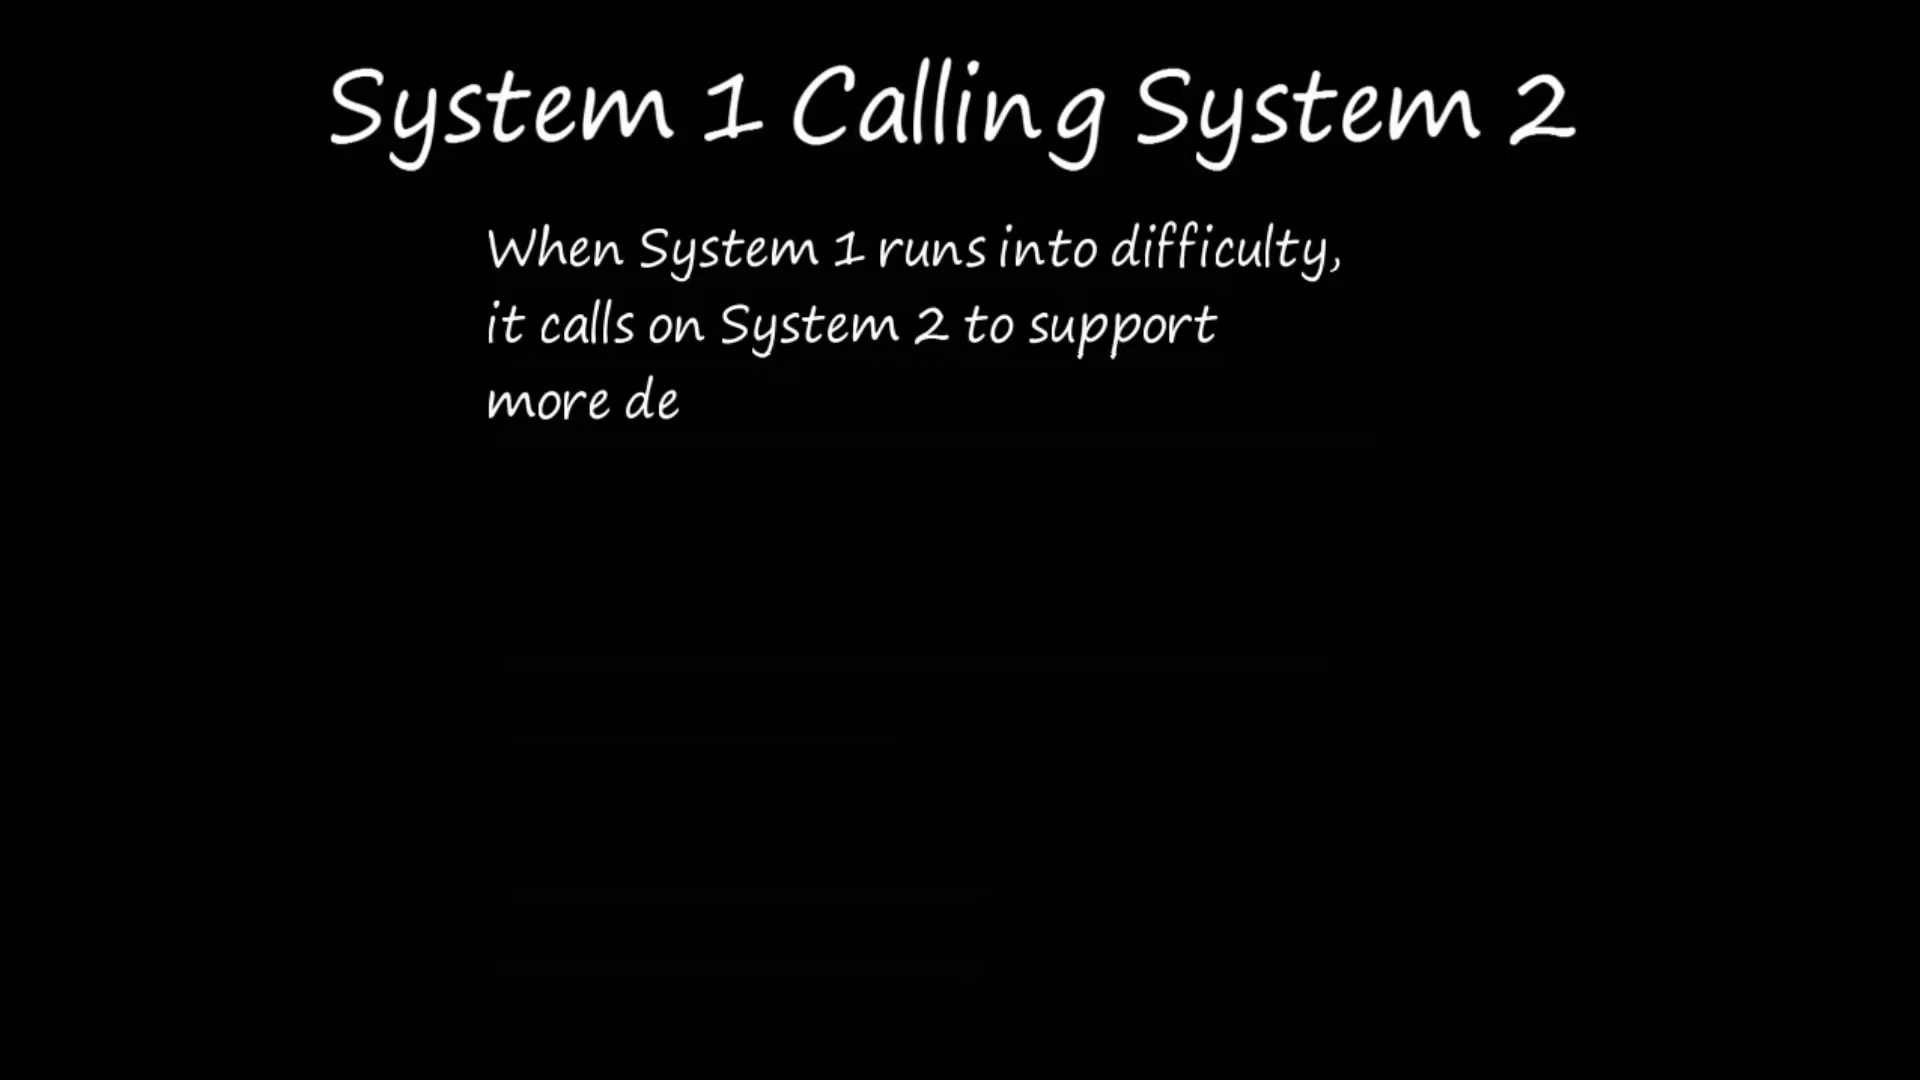 System 1 Calling System 2
When System 1 runs into difficulty,
it calls on System 2 to support
more de